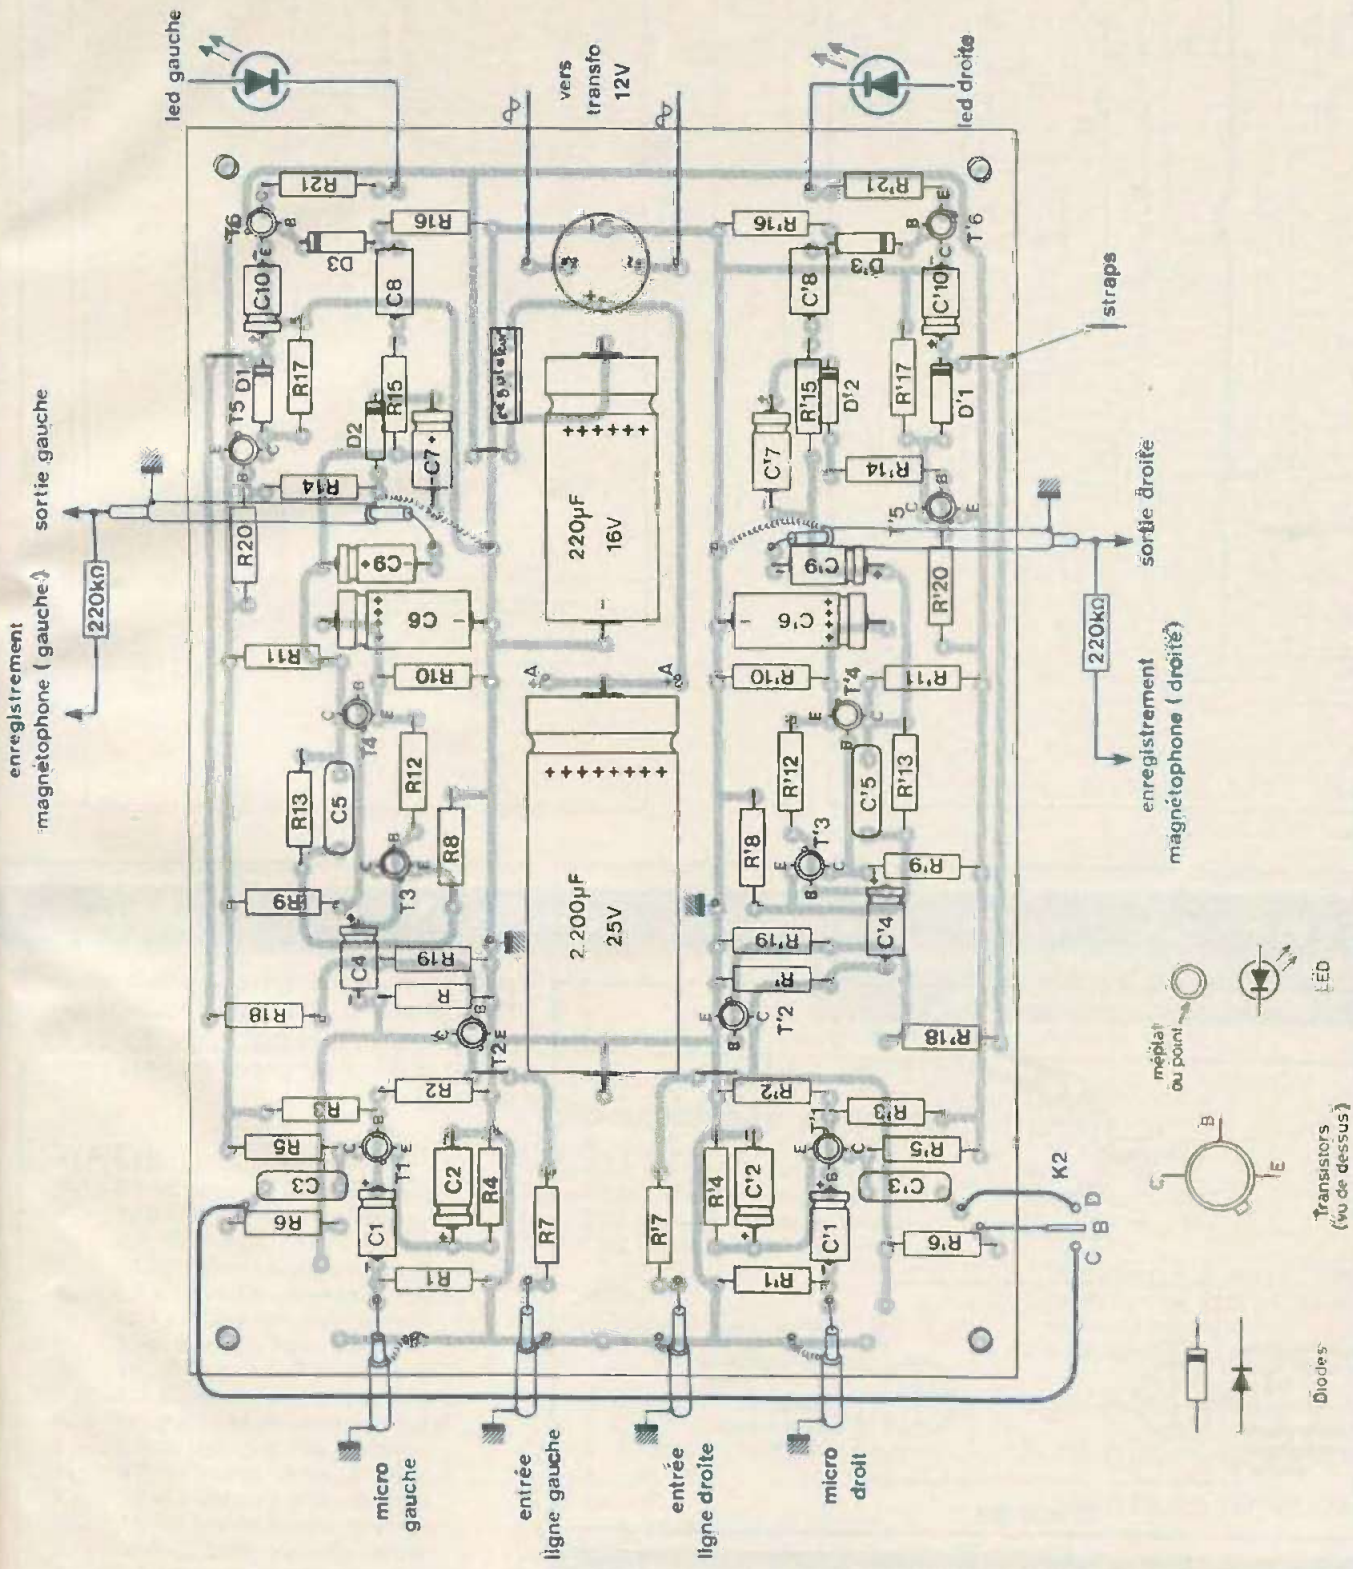 enregistrement
magnétophone ( gauche )
220kΩ
sortie gauche
led gauche
R20
T5
D1
C10
T6
R21
E
B
C
R11
R14
R17
D3
R16
C9+
C6
D2
R15
C8
C7+
R13
C5
T4
R10
R12
R9
T3
R8
R18
C4
R19
R
T2
R5
R3
R2
C3
R6
T1
C1
C2
R4
R1
R7
2 200µF
25V
++++++++
+A
+A
220µF
16V
++++++
régulateur
vers
transfo
12V
R'7
R'4
C'2
R'2
R'1
C'1
T'1
R'3
R'5
C'3
R'6
T'2
R'
R'19
C'4
R'18
R'9
R'8
T'3
R'12
C'5
R'13
T'4
R'10
R'11
C'6
C'9
R'20
T'5
R'14
C'7
R'15
D'2
C'8
R'17
D'1
C'10
R'16
D'3
R'21
T'6
led droite
straps
sortie droite
220kΩ
enregistrement
magnétophone ( droite)
micro
gauche
entrée
ligne gauche
entrée
ligne droite
micro
droit
K2
D
B
C
Diodes
C
B
E
Transistors
(vu de dessus)
méplat
ou point
LED